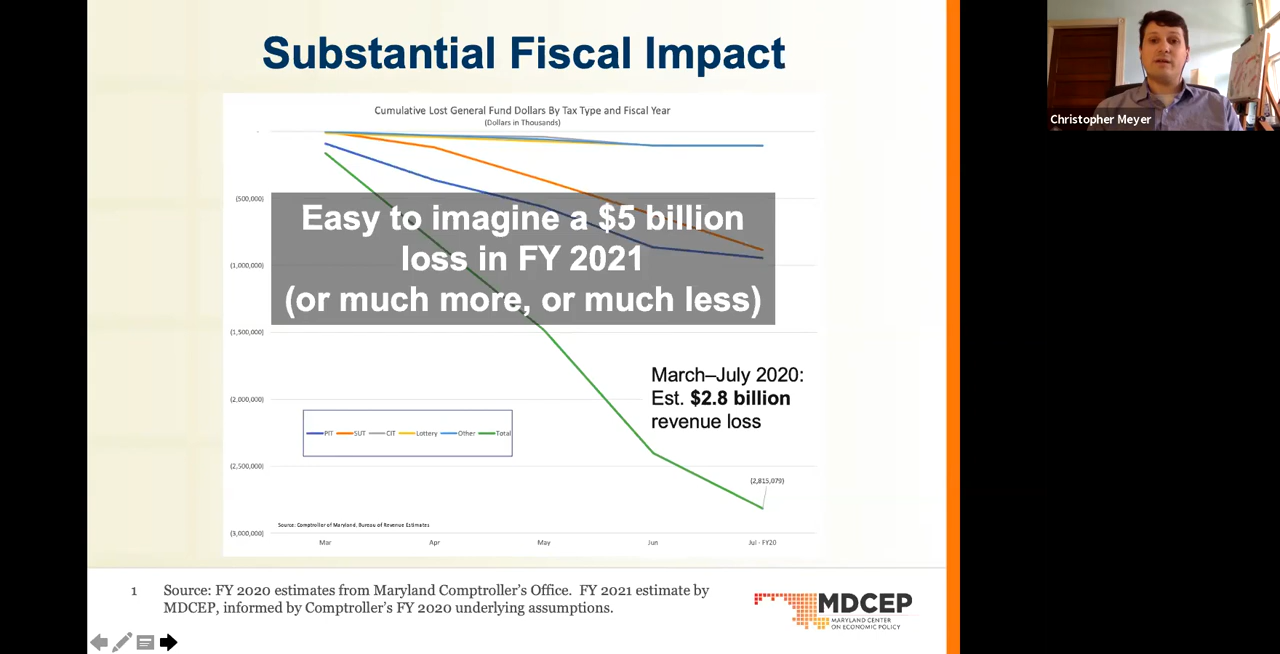 Substantial Fiscal Impact
Cumulative Lost General Fund Dollars By Tax Type and Fiscal Year
(Dollars in Thousands)
-
(500,000)
(1,000,000)
(1,500,000)
(2,000,000)
(2,500,000)
(3,000,000)
Easy to imagine a $5 billion
loss in FY 2021
(or much more, or much less)
March–July 2020:
Est. $2.8 billion
revenue loss
PIT SUT CIT Lottery Other Total
(2,815,079)
Source: Comptroller of Maryland, Bureau of Revenue Estimates
Mar Apr May Jun Jul - FY20
1 Source: FY 2020 estimates from Maryland Comptroller's Office. FY 2021 estimate by
MDCEP, informed by Comptroller's FY 2020 underlying assumptions.
MDCEP
MARYLAND CENTER
ON ECONOMIC POLICY
Christopher Meyer